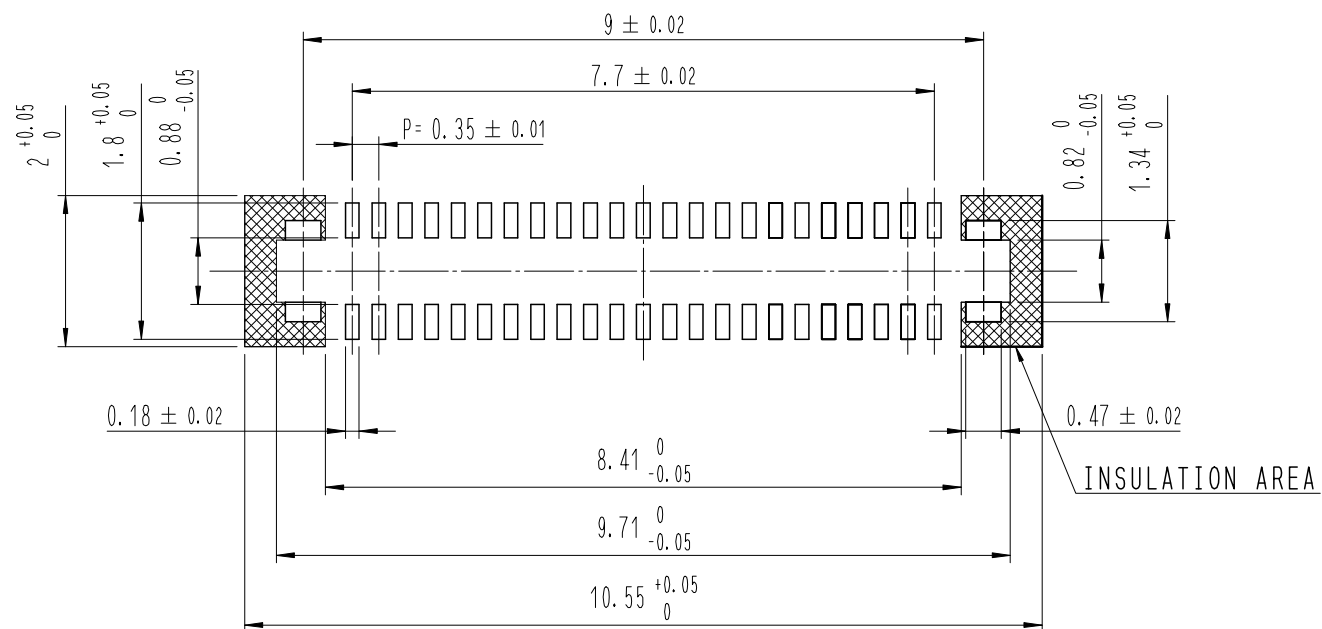 9 ± 0.02
7.7 ± 0.02
P= 0.35 ± 0.01
2 +0.05 0
1.8 +0.05 0
0.88 0 -0.05
0.82 0 -0.05
1.34 +0.05 0
0.18 ± 0.02
0.47 ± 0.02
8.41 0 -0.05
INSULATION AREA
9.71 0 -0.05
10.55 +0.05 0